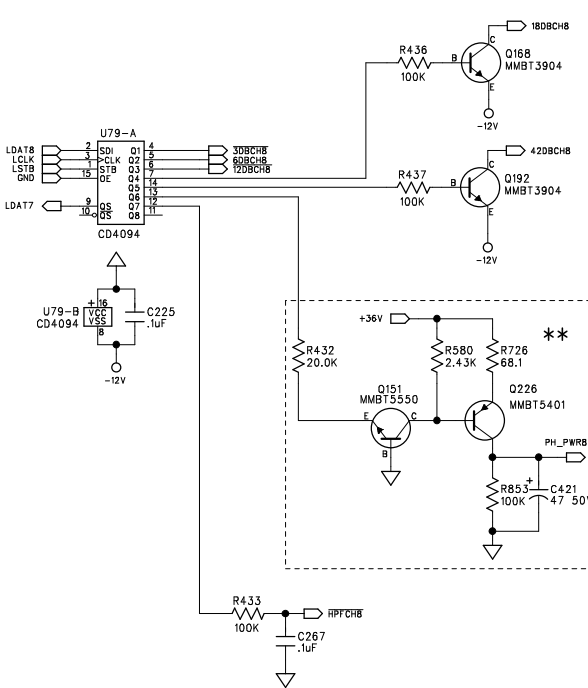 18DBCH8
R436
100K
B
C
E
Q168
MMBT3904
-12V
U79-A
LDAT8 2 SDI Q1 4 3DBCH8
LCLK 3 >CLK Q2 5 6DBCH8
LSTB 1 STB Q3 6 12DBCH8
GND 15 OE Q4 7
Q5 14
Q6 13
LDAT7 9 QS Q7 12
10 QS Q8 11
CD4094
42DBCH8
R437
100K
B
C
E
Q192
MMBT3904
-12V
U79-B
CD4094
+ 16
VCC
VSS
8
C225
.1uF
-12V
+36V
**
R432
20.0K
R580
2.43K
R726
68.1
Q151
MMBT5550
E
C
B
Q226
MMBT5401
PH_PWR8
R853
100K
+
C421
47 50V
R433
100K
HPFCH8
C267
.1uF